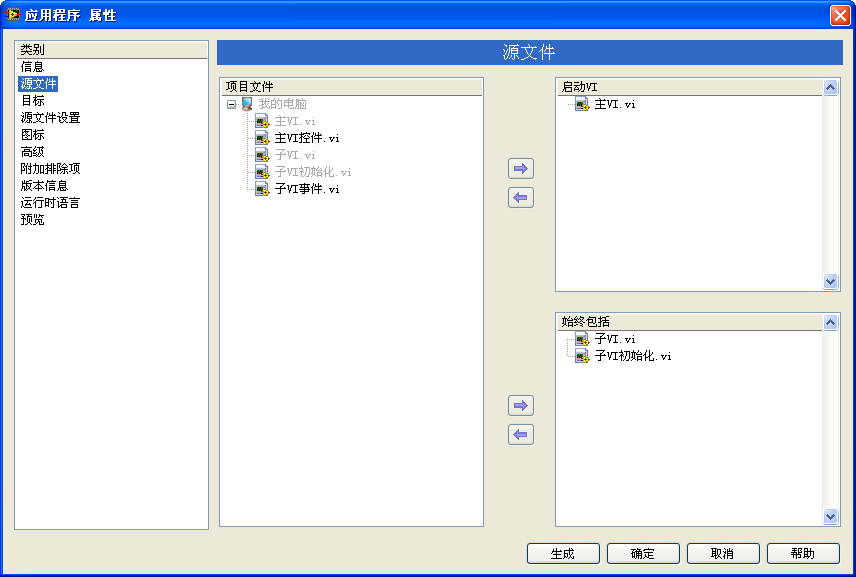 应用程序 属性
类别
信息
源文件
目标
源文件设置
图标
高级
附加排除项
版本信息
运行时语言
预览
源文件
项目文件
我的电脑
主VI.vi
主VI控件.vi
子VI.vi
子VI初始化.vi
子VI事件.vi
启动VI
主VI.vi
始终包括
子VI.vi
子VI初始化.vi
生成
确定
取消
帮助